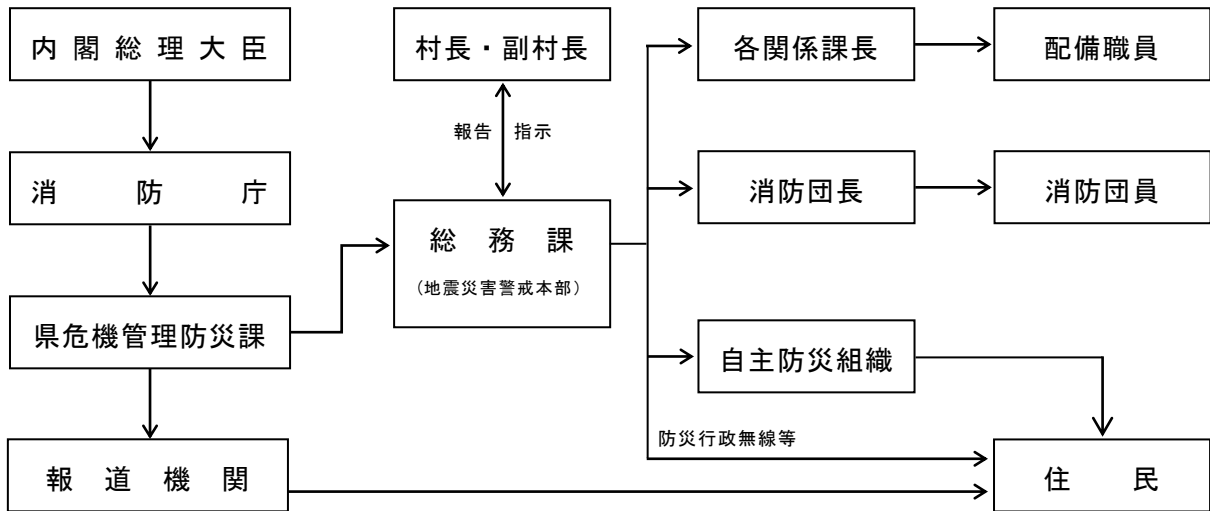 内閣総理大臣
村長・副村長
各関係課長
配備職員
報告
指示
消防庁
消防団長
消防団員
総務課
(地震災害警戒本部)
県危機管理防災課
自主防災組織
防災行政無線等
報道機関
住民